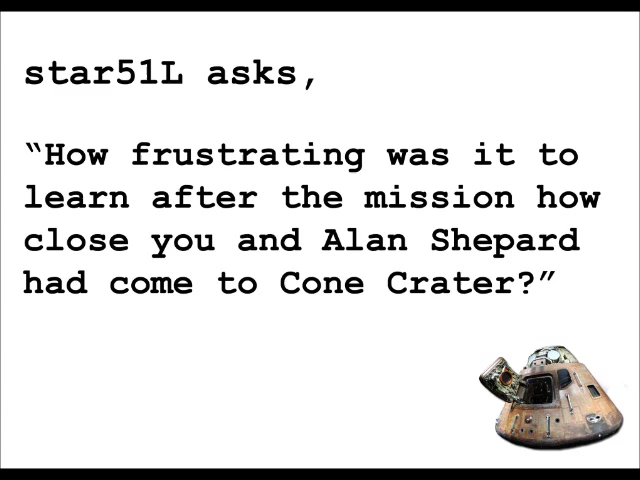 star51L asks,
“How frustrating was it to
learn after the mission how
close you and Alan Shepard
had come to Cone Crater?”